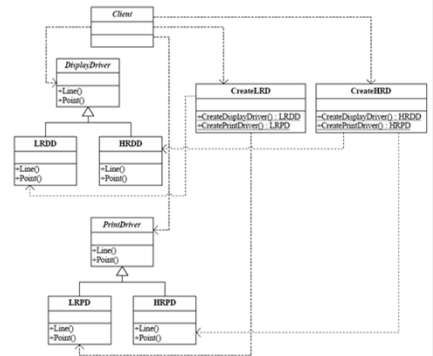 Client
DisplayDriver
+Line()
+Point()
CreateLRD
+CreateDisplayDriver() : LRDD
+CreatePrintDriver() : LRPD
CreateHRD
+CreateDisplayDriver() : HRDD
+CreatePrintDriver() : HRPD
LRDD
+Line()
+Point()
HRDD
+Line()
+Point()
PrintDriver
+Line()
+Point()
LRPD
+Line()
+Point()
HRPD
+Line()
+Point()